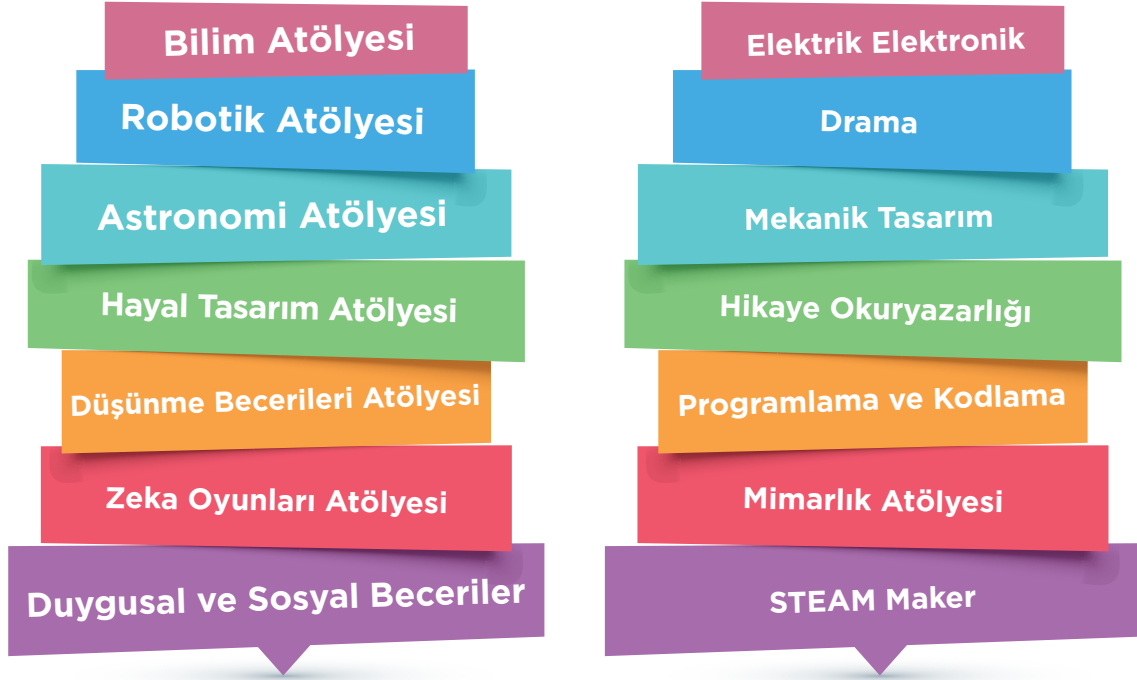 Bilim Atölyesi
Robotik Atölyesi
Astronomi Atölyesi
Hayal Tasarım Atölyesi
Düşünme Becerileri Atölyesi
Zeka Oyunları Atölyesi
Duygusal ve Sosyal Beceriler
Elektrik Elektronik
Drama
Mekanik Tasarım
Hikaye Okuryazarlığı
Programlama ve Kodlama
Mimarlık Atölyesi
STEAM Maker